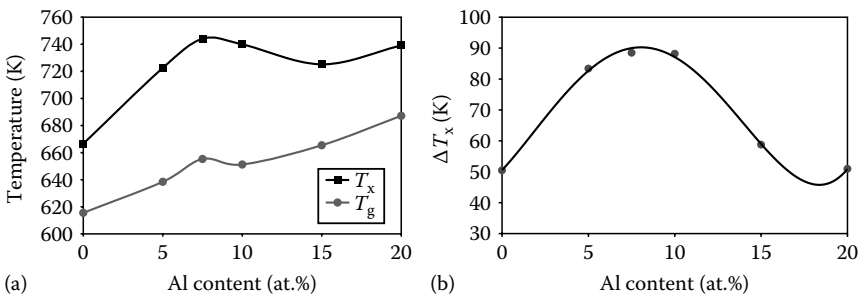 760
740
720
700
680
660
640
620
600
Temperature (K)
0 5 10 15 20
Al content (at.%)
Tx
Tg
(a)
100
90
80
70
60
50
40
30
ΔTx (K)
0 5 10 15 20
Al content (at.%)
(b)